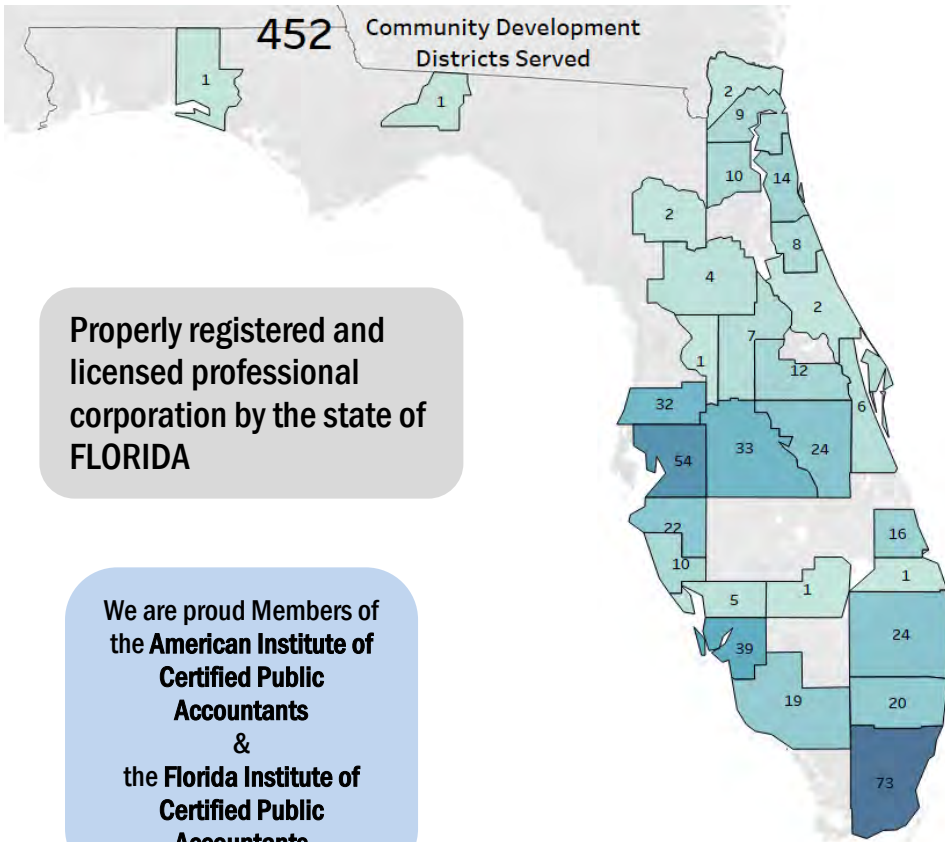 452
Community Development
Districts Served
1
1
2
9
10
14
2
8
4
2
7
1
12
32
6
54
33
24
22
16
10
1
5
1
24
39
19
20
73
Properly registered and
licensed professional
corporation by the state of
FLORIDA
We are proud Members of
the American Institute of
Certified Public
Accountants
&
the Florida Institute of
Certified Public
Accountants